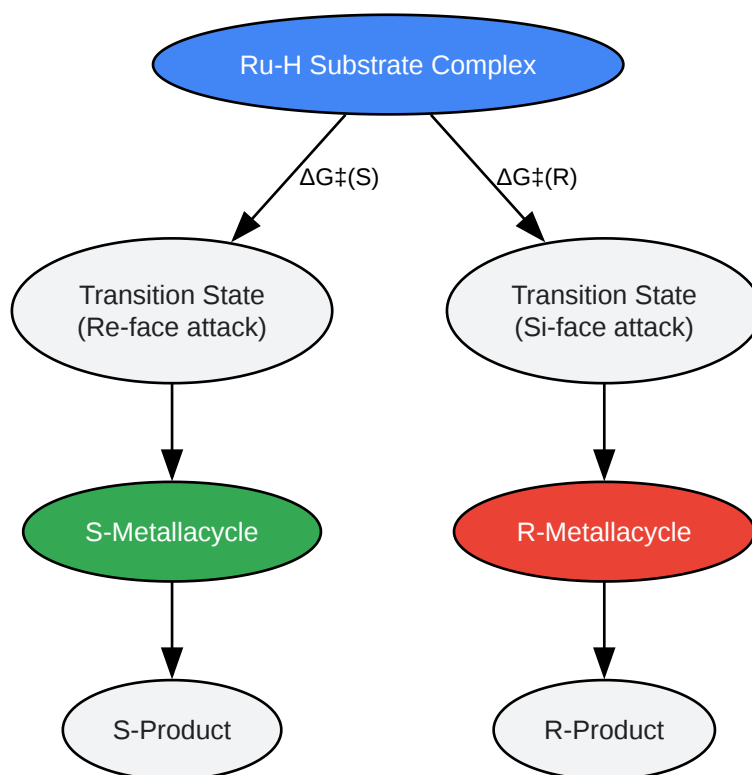 Ru-H Substrate Complex
ΔG‡(S)
ΔG‡(R)
Transition State
(Re-face attack)
Transition State
(Si-face attack)
S-Metallacycle
R-Metallacycle
S-Product
R-Product